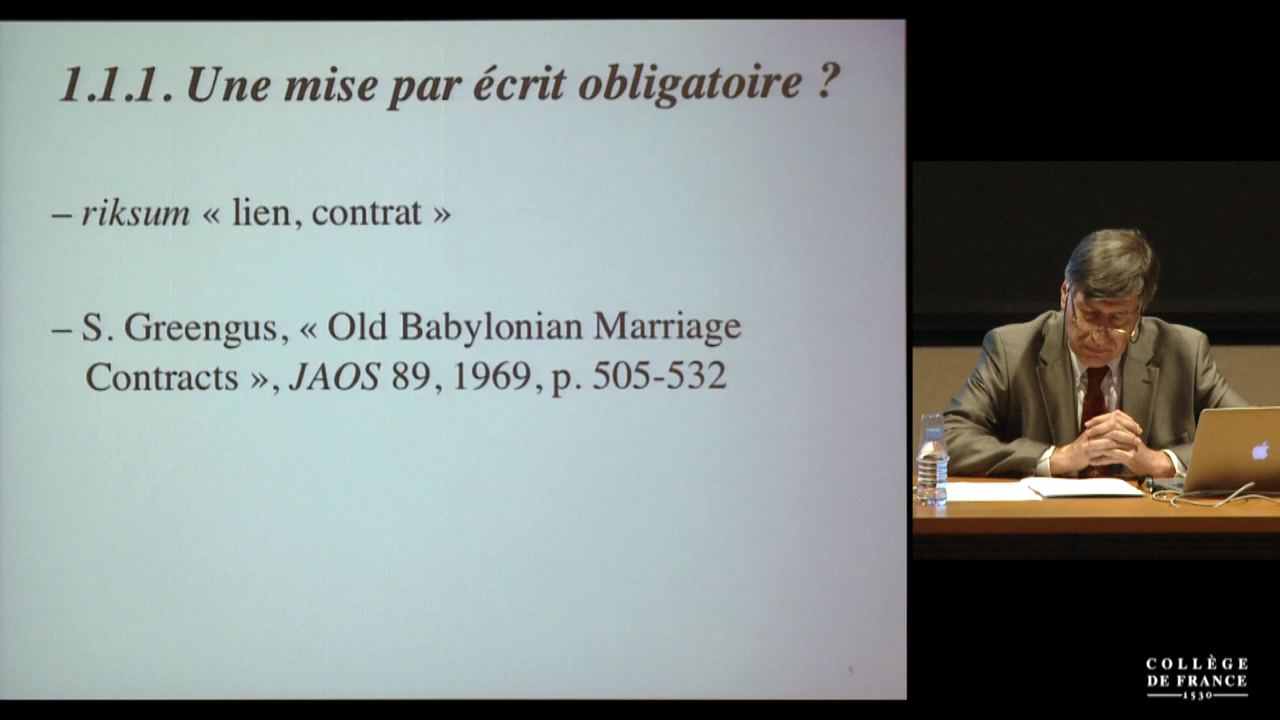 1.1.1. Une mise par écrit obligatoire ?
– riksum « lien, contrat »
– S. Greengus, « Old Babylonian Marriage
Contracts », JAOS 89, 1969, p. 505-532
5
COLLÈGE
DE FRANCE
1530